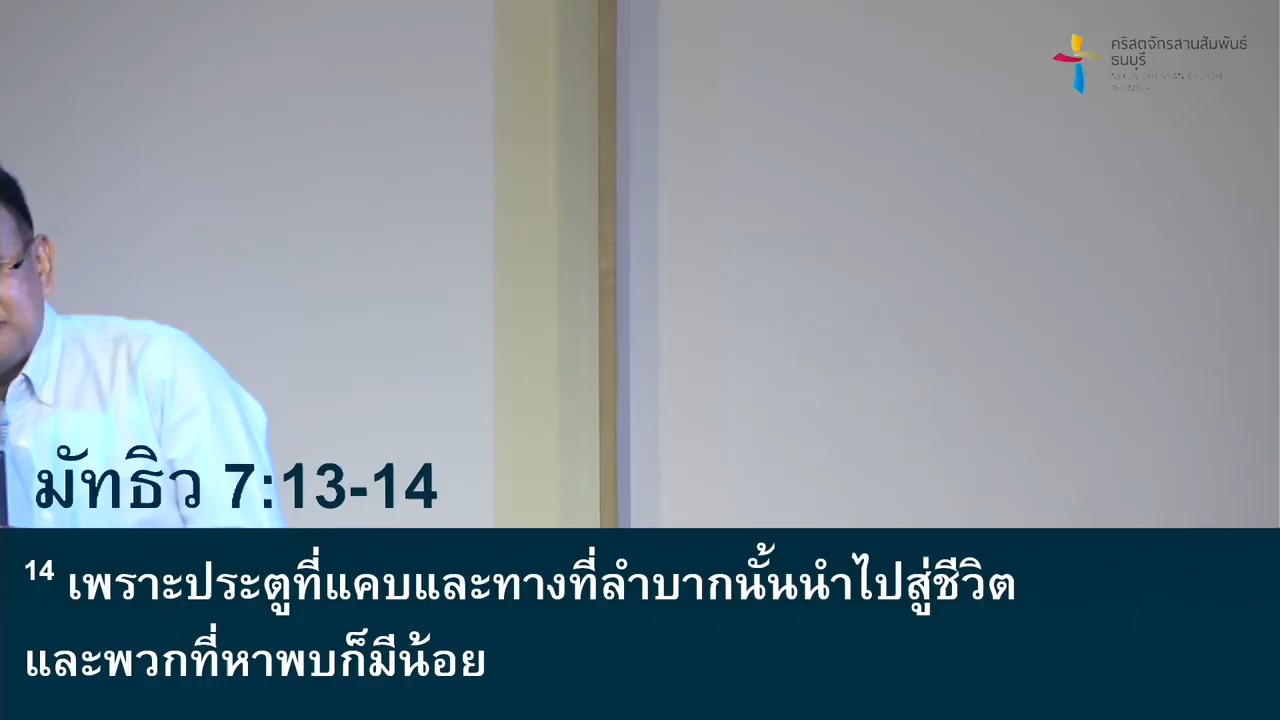 คริสตจักรสานสัมพันธ์
ธนบุรี
NEXUS CHRISTIAN CHURCH
THONBURI
มัทธิว 7:13-14
14 เพราะประตูที่แคบและทางที่ลำบากนั้นนำไปสู่ชีวิต
และพวกที่หาพบก็มีน้อย